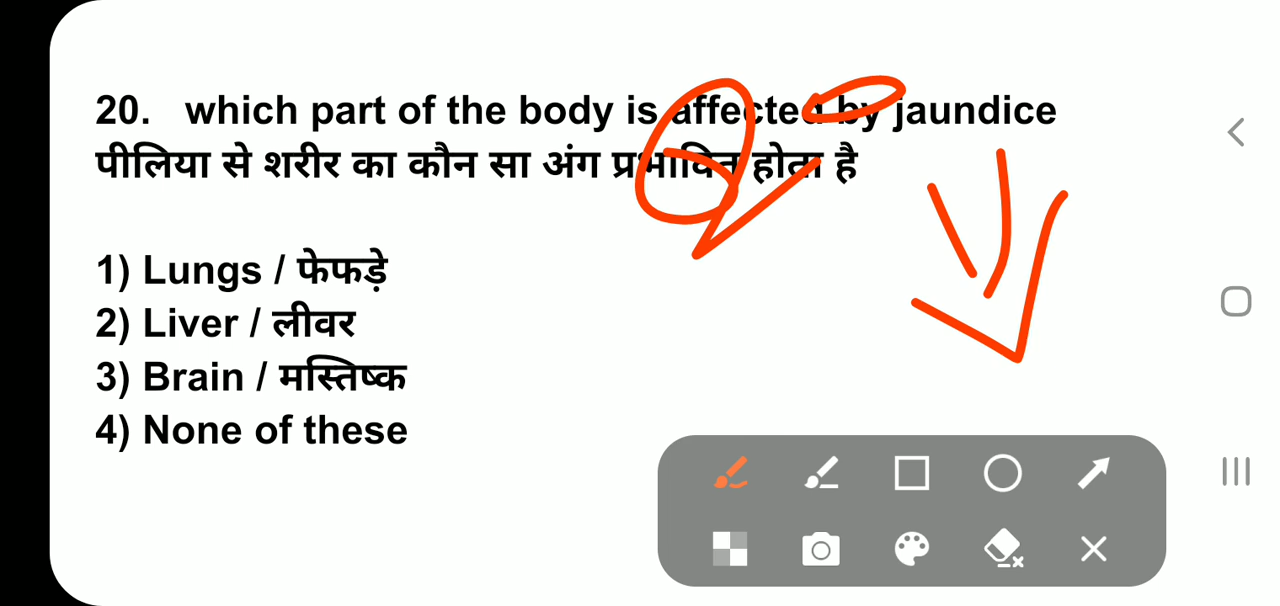 20. which part of the body is affected by jaundice
पीलिया से शरीर का कौन सा अंग प्रभावित होता है
1) Lungs / फेफड़े
2) Liver / लीवर
3) Brain / मस्तिष्क
4) None of these